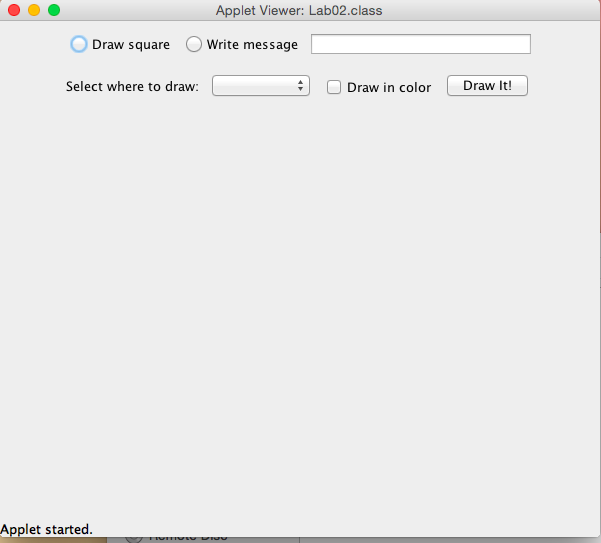 Applet Viewer: Lab02.class
Draw square Write message
Select where to draw: Draw in color Draw It!
Applet started.
Remote Disc